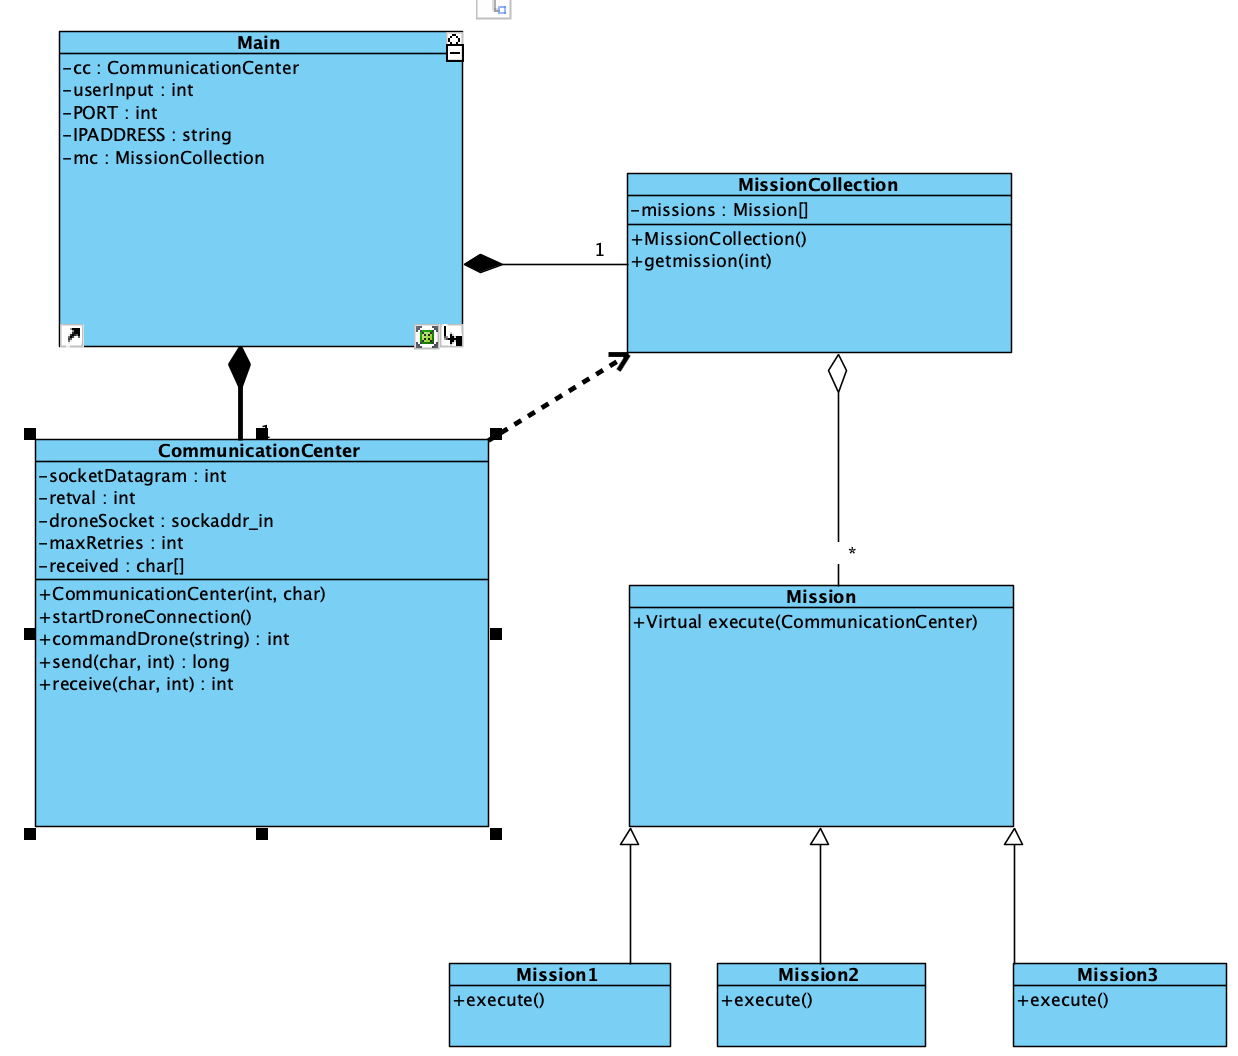 Main
-cc : CommunicationCenter
-userInput : int
-PORT : int
-IPADDRESS : string
-mc : MissionCollection
MissionCollection
-missions : Mission[]
+MissionCollection()
+getmission(int)
1
1
CommunicationCenter
-socketDatagram : int
-retval : int
-droneSocket : sockaddr_in
-maxRetries : int
-received : char[]
+CommunicationCenter(int, char)
+startDroneConnection()
+commandDrone(string) : int
+send(char, int) : long
+receive(char, int) : int
*
Mission
+Virtual execute(CommunicationCenter)
Mission1
+execute()
Mission2
+execute()
Mission3
+execute()